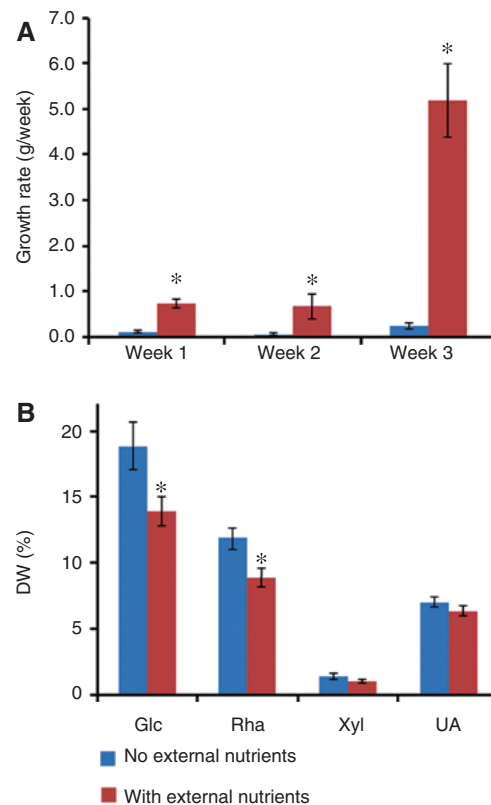 A
Growth rate (g/week)
7.0
6.0
5.0
4.0
3.0
2.0
1.0
0.0
*
*
*
Week 1 Week 2 Week 3
B
DW (%)
20
15
10
5
0
*
*
Glc Rha Xyl UA
No external nutrients
With external nutrients